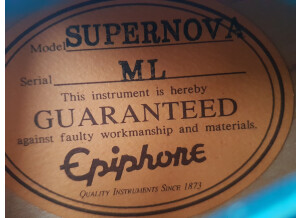 Model SUPERNOVA
Serial ML
This instrument is hereby
GUARANTEED
against faulty workmanship and materials.
Epiphone
QUALITY INSTRUMENTS SINCE 1873